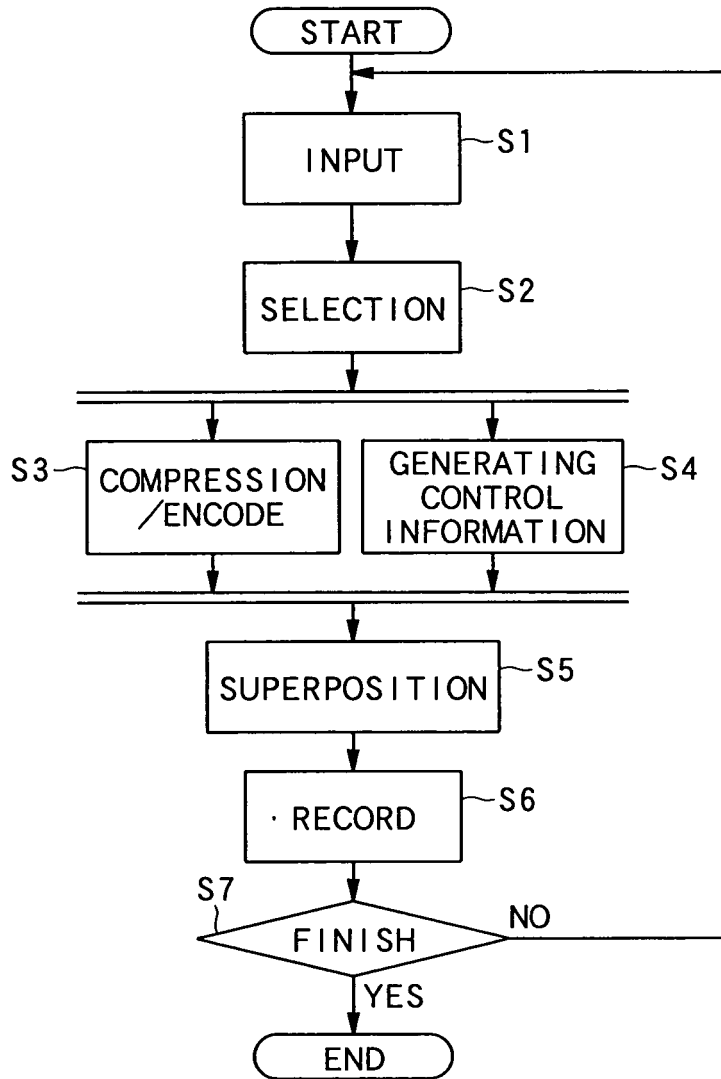 START
INPUT
S1
SELECTION
S2
S3
COMPRESSION
/ENCODE
GENERATING
CONTROL
INFORMATION
S4
SUPERPOSITION
S5
RECORD
S6
S7
FINISH
NO
YES
END